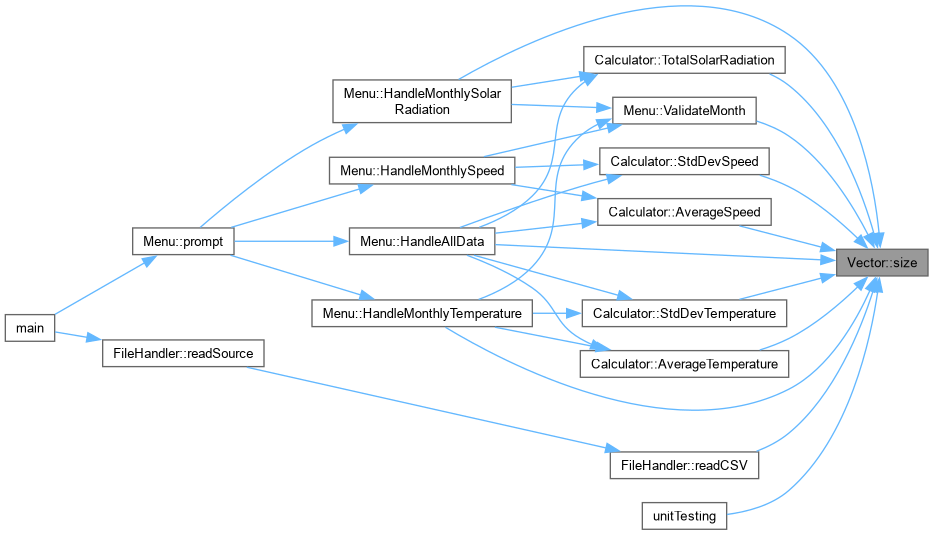 Calculator::TotalSolarRadiation
Menu::HandleMonthlySolar
Radiation
Menu::ValidateMonth
Calculator::StdDevSpeed
Menu::HandleMonthlySpeed
Calculator::AverageSpeed
Menu::prompt
Menu::HandleAllData
Vector::size
Menu::HandleMonthlyTemperature
Calculator::StdDevTemperature
main
FileHandler::readSource
Calculator::AverageTemperature
FileHandler::readCSV
unitTesting